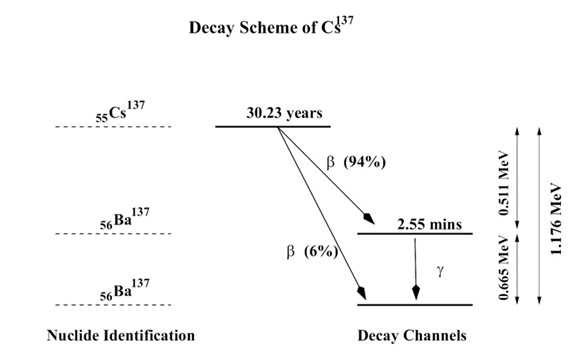 Decay Scheme of Cs¹³⁷
₅₅Cs¹³⁷
30.23 years
β (94%)
0.511 MeV
1.176 MeV
₅₆Ba¹³⁷
2.55 mins
β (6%)
γ
0.665 MeV
₅₆Ba¹³⁷
Nuclide Identification
Decay Channels